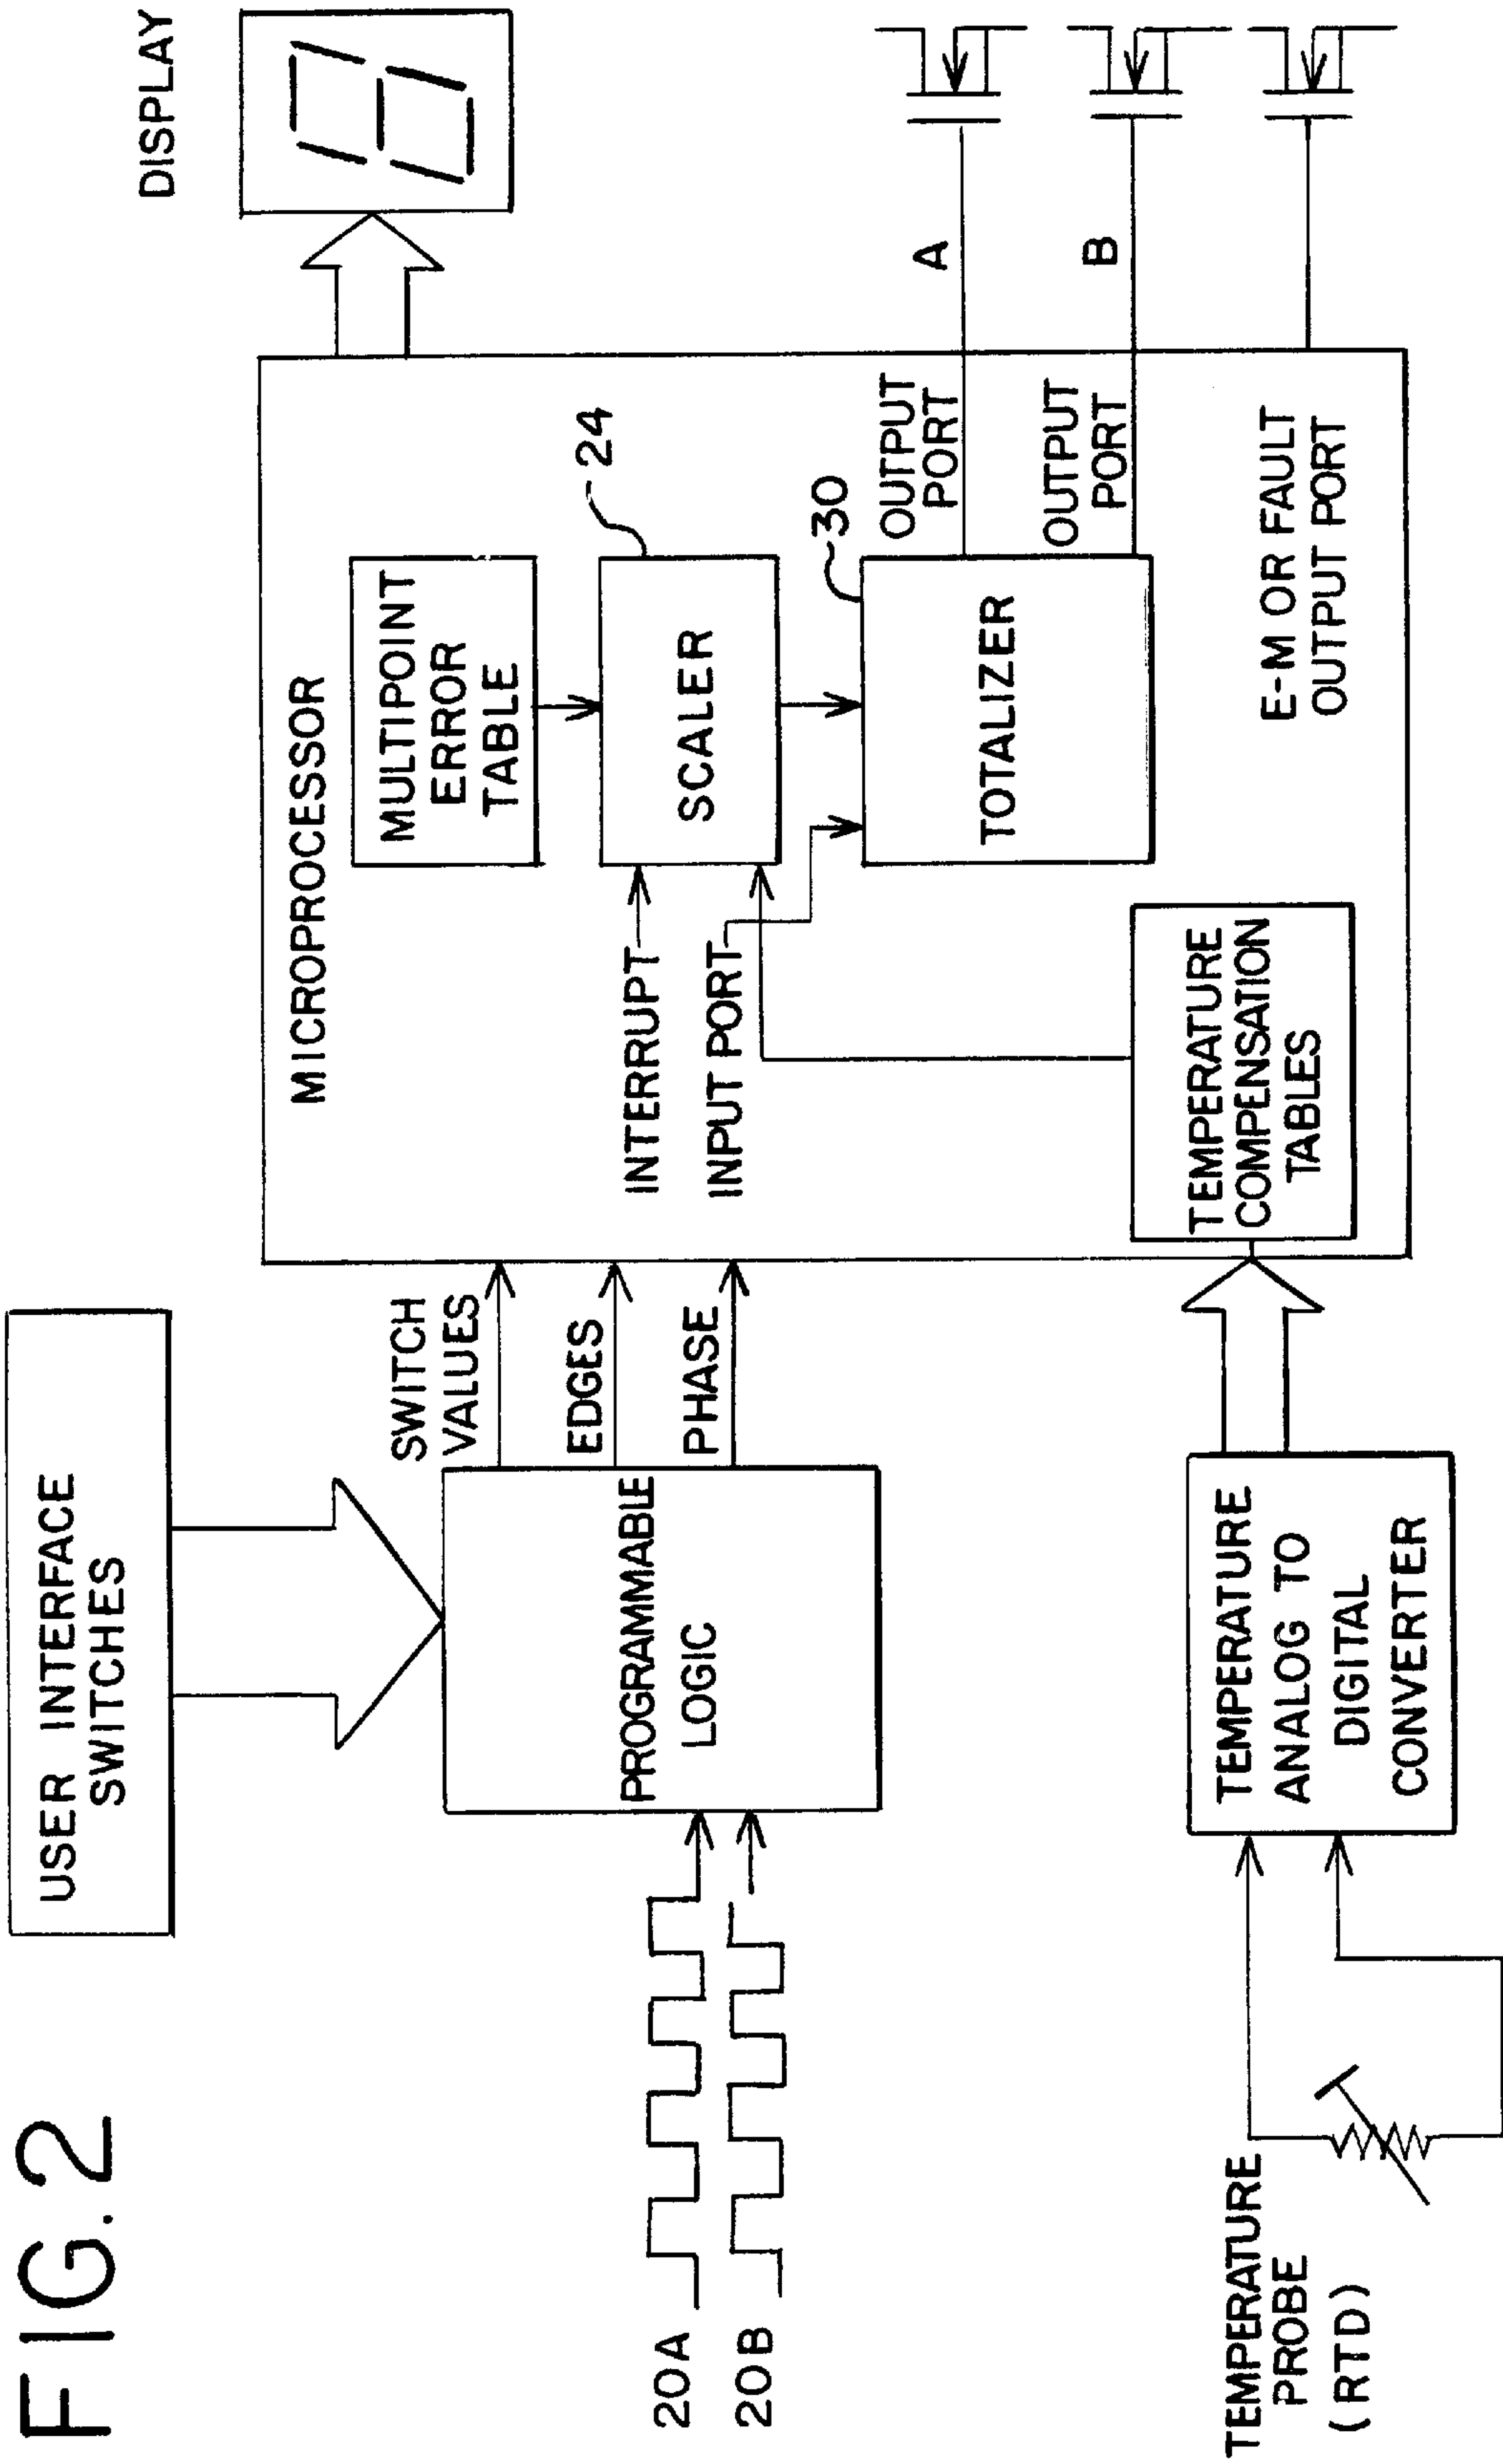 FIG. 2
USER INTERFACE
SWITCHES
DISPLAY
20A
20B
PROGRAMMABLE
LOGIC
SWITCH
VALUES
EDGES
PHASE
MICROPROCESSOR
MULTIPOINT
ERROR
TABLE
24
SCALER
INTERRUPT
INPUT PORT
30
TOTALIZER
OUTPUT
PORT
A
OUTPUT
PORT
B
TEMPERATURE
COMPENSATION
TABLES
E-M OR FAULT
OUTPUT PORT
TEMPERATURE
PROBE
(RTD)
TEMPERATURE
ANALOG TO
DIGITAL
CONVERTER